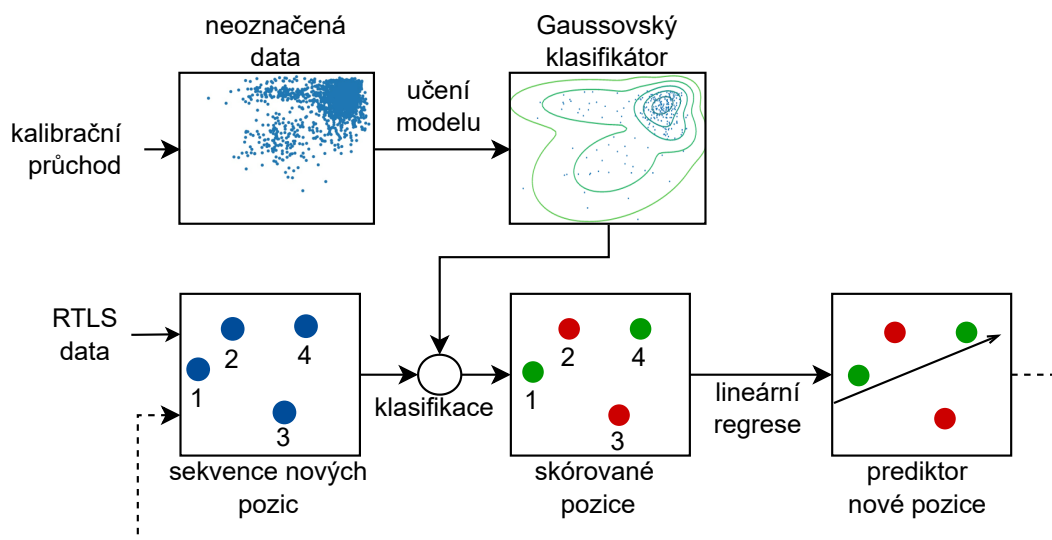 neoznačená
data
Gaussovský
klasifikátor
kalibrační
průchod
učení
modelu
RTLS
data
1
2
3
4
sekvence nových
pozic
klasifikace
1
2
3
4
skórované
pozice
lineární
regrese
prediktor
nové pozice